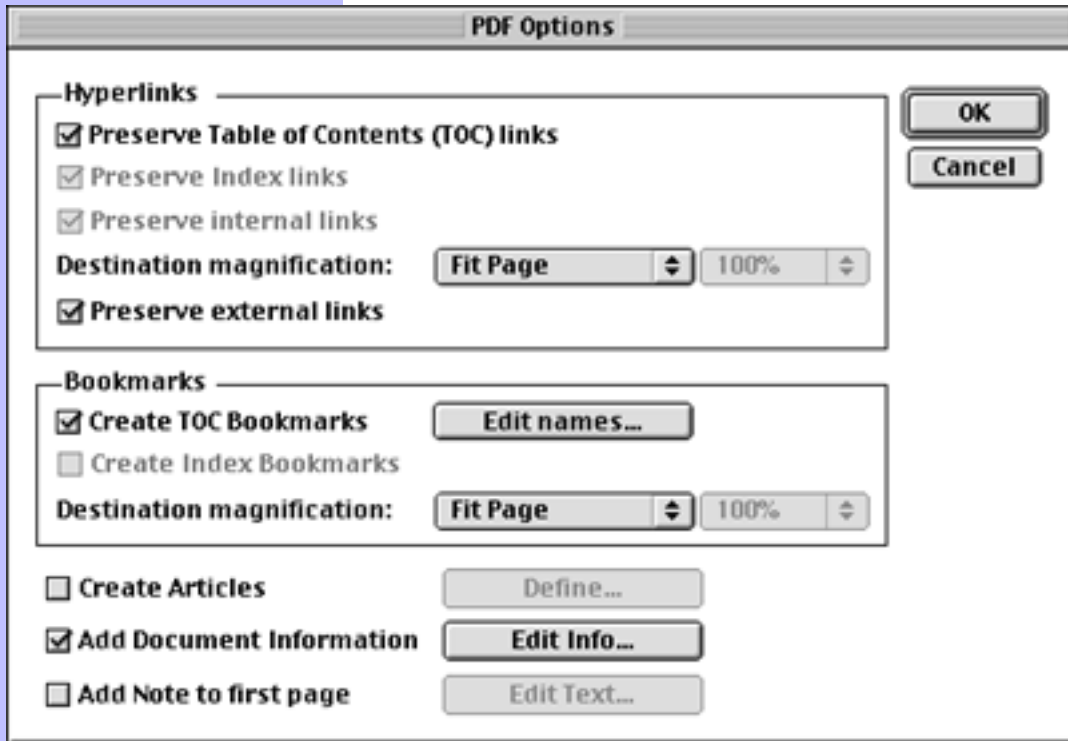 PDF Options
Hyperlinks
Preserve Table of Contents (TOC) links
Preserve Index links
Preserve internal links
Destination magnification: Fit Page 100%
Preserve external links
OK
Cancel
Bookmarks
Create TOC Bookmarks Edit names...
Create Index Bookmarks
Destination magnification: Fit Page 100%
Create Articles Define...
Add Document Information Edit Info...
Add Note to first page Edit Text...